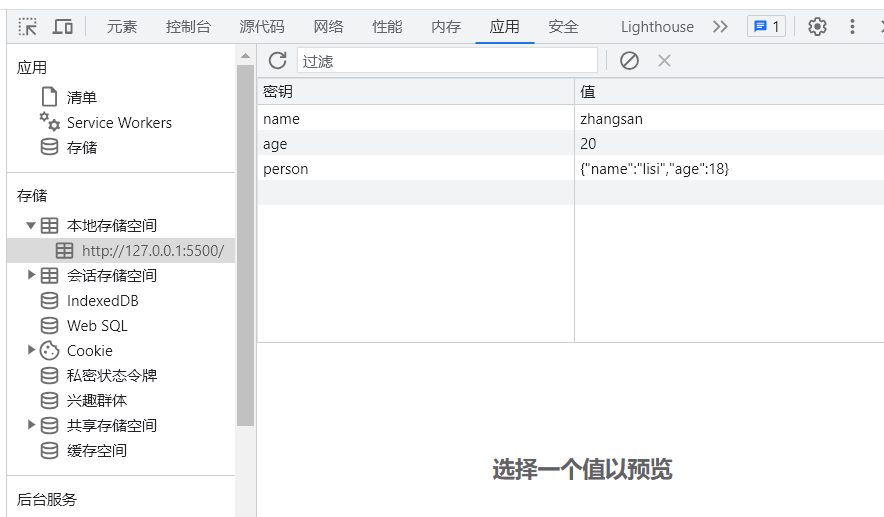 元素 控制台 源代码 网络 性能 内存 应用 安全 Lighthouse 1
应用
清单
Service Workers
存储
存储
本地存储空间
http://127.0.0.1:5500/
会话存储空间
IndexedDB
Web SQL
Cookie
私密状态令牌
兴趣群体
共享存储空间
缓存空间
后台服务
过滤
密钥 值
name zhangsan
age 20
person {"name":"lisi","age":18}
选择一个值以预览